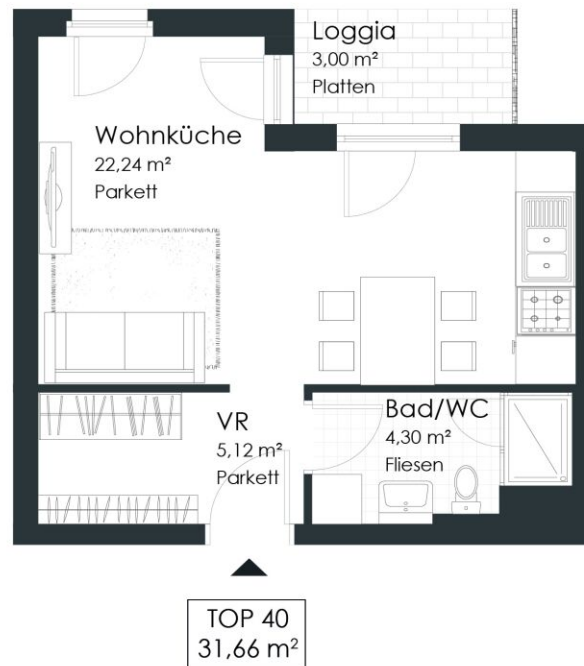 Loggia
3,00 m²
Platten
Wohnküche
22,24 m²
Parkett
VR
5,12 m²
Parkett
Bad/WC
4,30 m²
Fliesen
TOP 40
31,66 m²